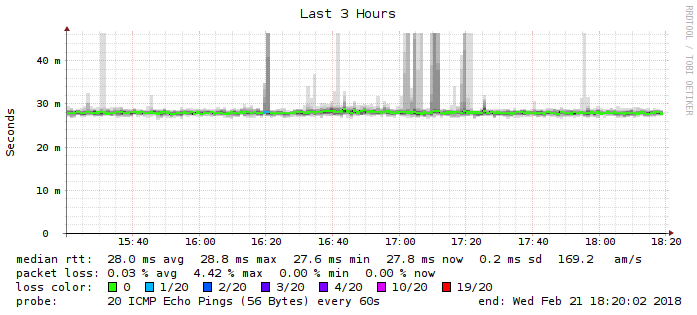 Last 3 Hours
RRDTOOL / TOBI OETIKER
Seconds
40 m
30 m
20 m
10 m
0
15:40 16:00 16:20 16:40 17:00 17:20 17:40 18:00 18:20
median rtt: 28.0 ms avg 28.8 ms max 27.6 ms min 27.8 ms now 0.2 ms sd 169.2 am/s
packet loss: 0.03 % avg 4.42 % max 0.00 % min 0.00 % now
loss color: 0 1/20 2/20 3/20 4/20 10/20 19/20
probe: 20 ICMP Echo Pings (56 Bytes) every 60s end: Wed Feb 21 18:20:02 2018